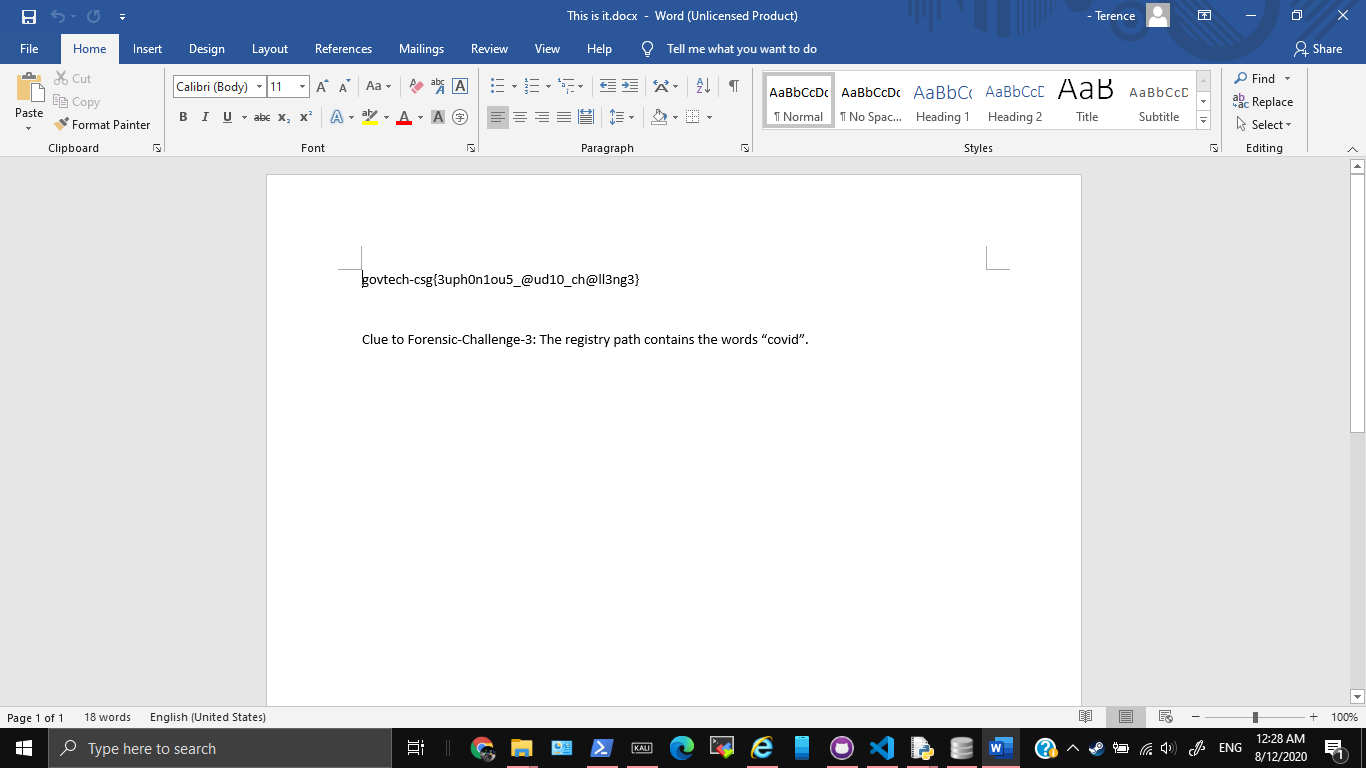 This is it.docx - Word (Unlicensed Product)
- Terence
File Home Insert Design Layout References Mailings Review View Help Tell me what you want to do Share
Paste
Cut
Copy
Format Painter
Clipboard
Calibri (Body) 11
Font
Paragraph
AaBbCcDc AaBbCcDc AaBbCc AaBbCcD AaB AaBbCcD
¶ Normal ¶ No Spac... Heading 1 Heading 2 Title Subtitle
Styles
Find
Replace
Select
Editing
govtech-csg{3uph0n1ou5_@ud10_ch@ll3ng3}
Clue to Forensic-Challenge-3: The registry path contains the words “covid”.
Page 1 of 1 18 words English (United States) 100%
Type here to search
KALI
ENG
12:28 AM
8/12/2020
1